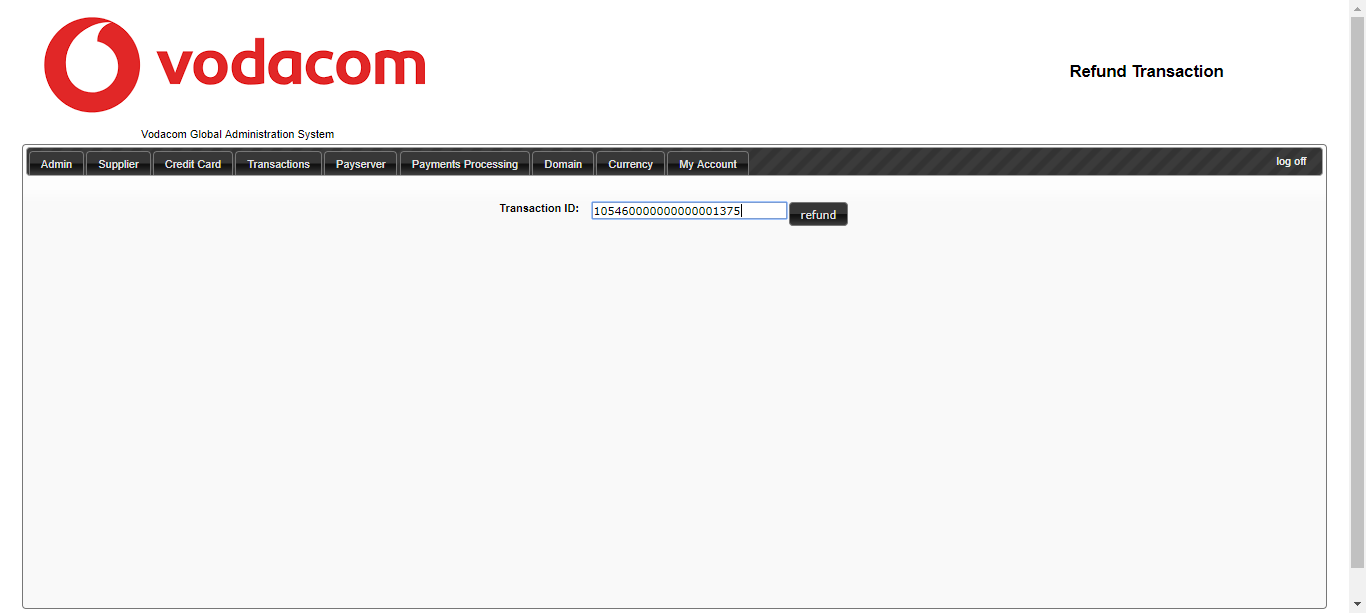 vodacom
Refund Transaction
Vodacom Global Administration System
Admin Supplier Credit Card Transactions Payserver Payments Processing Domain Currency My Account log off
Transaction ID: 105460000000000001375 refund